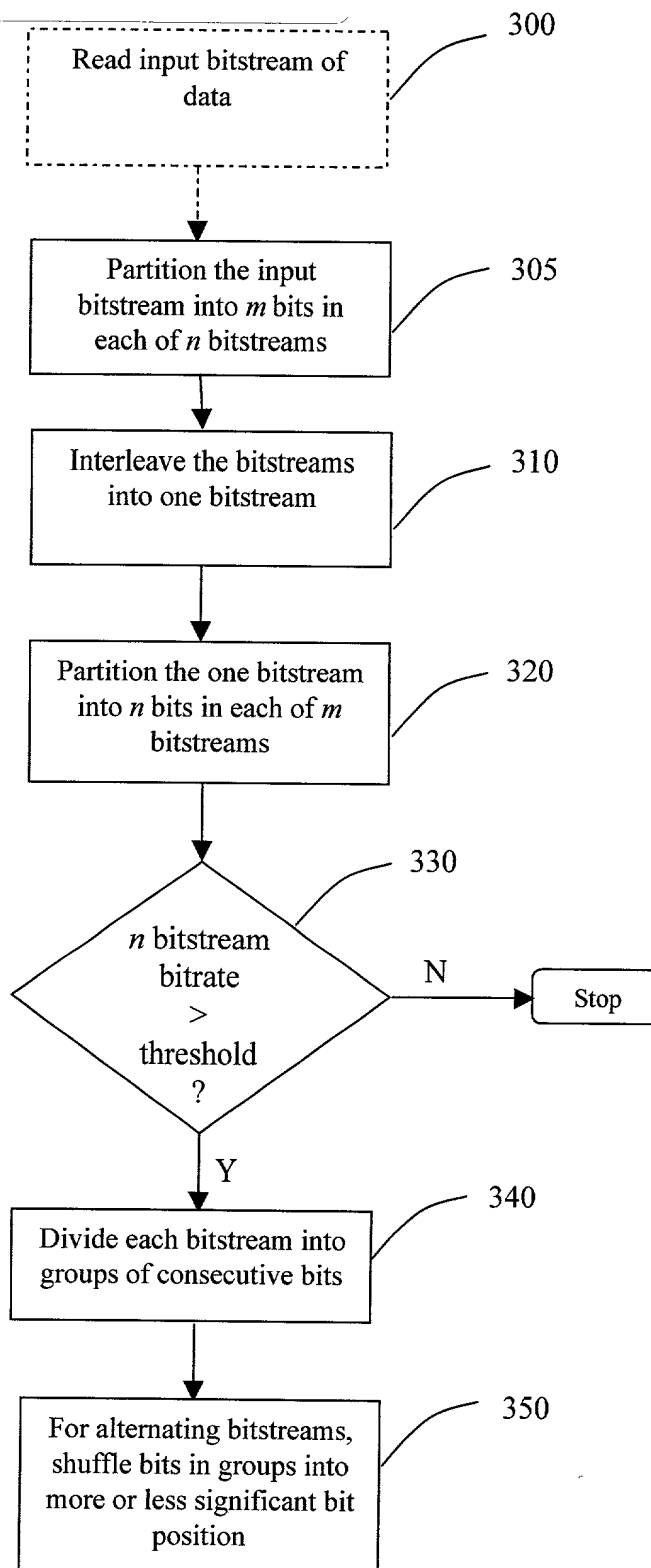 300
Read input bitstream of
data
305
Partition the input
bitstream into m bits in
each of n bitstreams
310
Interleave the bitstreams
into one bitstream
320
Partition the one bitstream
into n bits in each of m
bitstreams
330
n bitstream
bitrate
>
threshold
?
N
Stop
Y
340
Divide each bitstream into
groups of consecutive bits
350
For alternating bitstreams,
shuffle bits in groups into
more or less significant bit
position